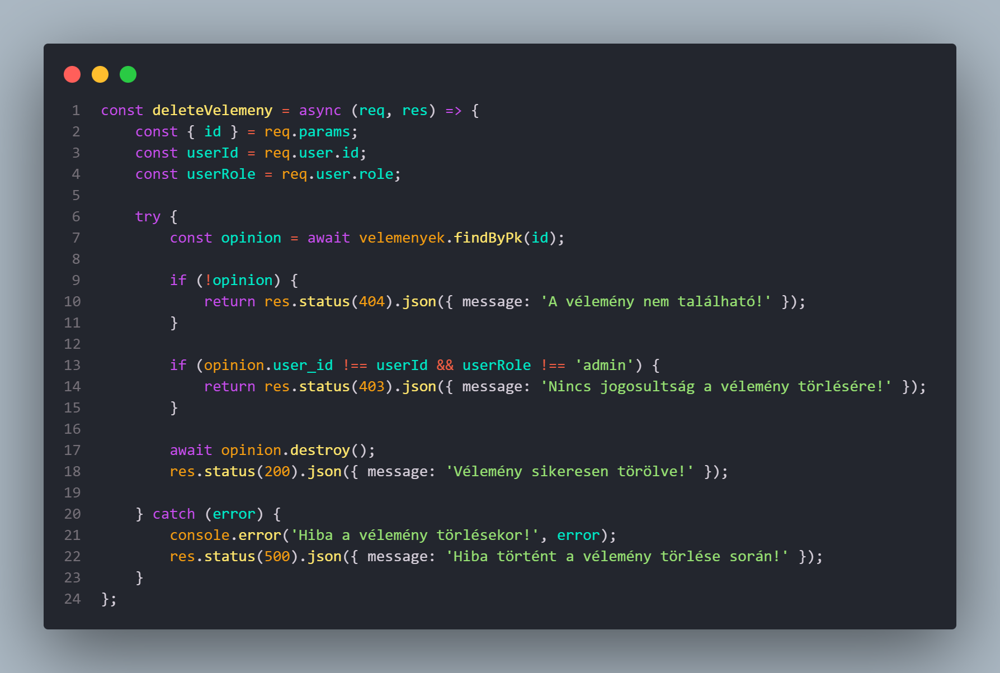 1 const deleteVelemeny = async (req, res) => {
2     const { id } = req.params;
3     const userId = req.user.id;
4     const userRole = req.user.role;
5
6     try {
7         const opinion = await velemenyek.findByPk(id);
8
9         if (!opinion) {
10             return res.status(404).json({ message: 'A vélemény nem található!' });
11         }
12
13         if (opinion.user_id !== userId && userRole !== 'admin') {
14             return res.status(403).json({ message: 'Nincs jogosultság a vélemény törlésére!' });
15         }
16
17         await opinion.destroy();
18         res.status(200).json({ message: 'Vélemény sikeresen törölve!' });
19
20     } catch (error) {
21         console.error('Hiba a vélemény törlésekor!', error);
22         res.status(500).json({ message: 'Hiba történt a vélemény törlése során!' });
23     }
24 };